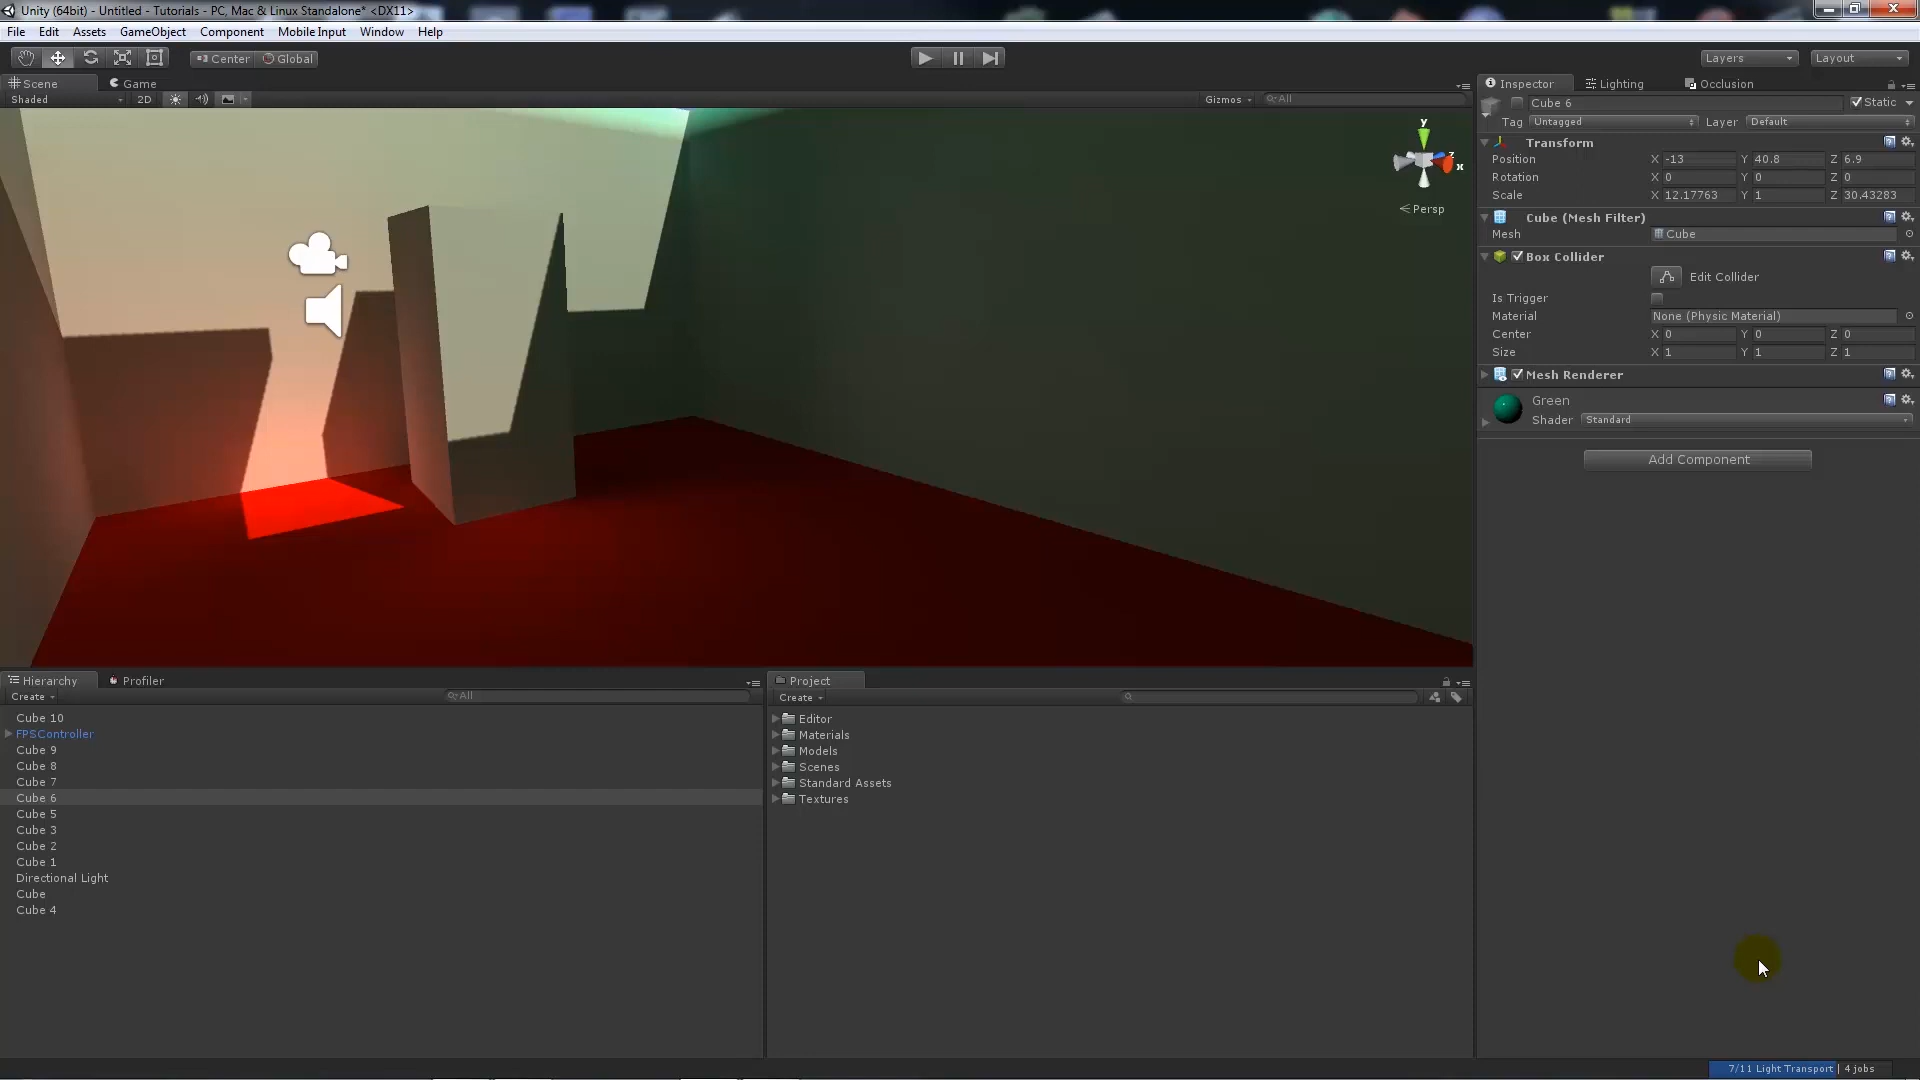 Unity (64bit) - Untitled - Tutorials - PC, Mac & Linux Standalone* <DX11>
File Edit Assets GameObject Component Mobile Input Window Help
Center Global Layers Layout
Scene Game
Shaded 2D Gizmos All
y
z
x
Persp
Inspector Lighting Occlusion
Cube 6 Static
Tag Untagged Layer Default
Transform
Position X -13 Y 40.8 Z 6.9
Rotation X 0 Y 0 Z 0
Scale X 12.17763 Y 1 Z 30.43283
Cube (Mesh Filter)
Mesh Cube
Box Collider
Edit Collider
Is Trigger
Material None (Physic Material)
Center X 0 Y 0 Z 0
Size X 1 Y 1 Z 1
Mesh Renderer
Green
Shader Standard
Add Component
Hierarchy Profiler
Create All
Cube 10
FPSController
Cube 9
Cube 8
Cube 7
Cube 6
Cube 5
Cube 3
Cube 2
Cube 1
Directional Light
Cube
Cube 4
Project
Create
Editor
Materials
Models
Scenes
Standard Assets
Textures
7/11 Light Transport | 4 jobs